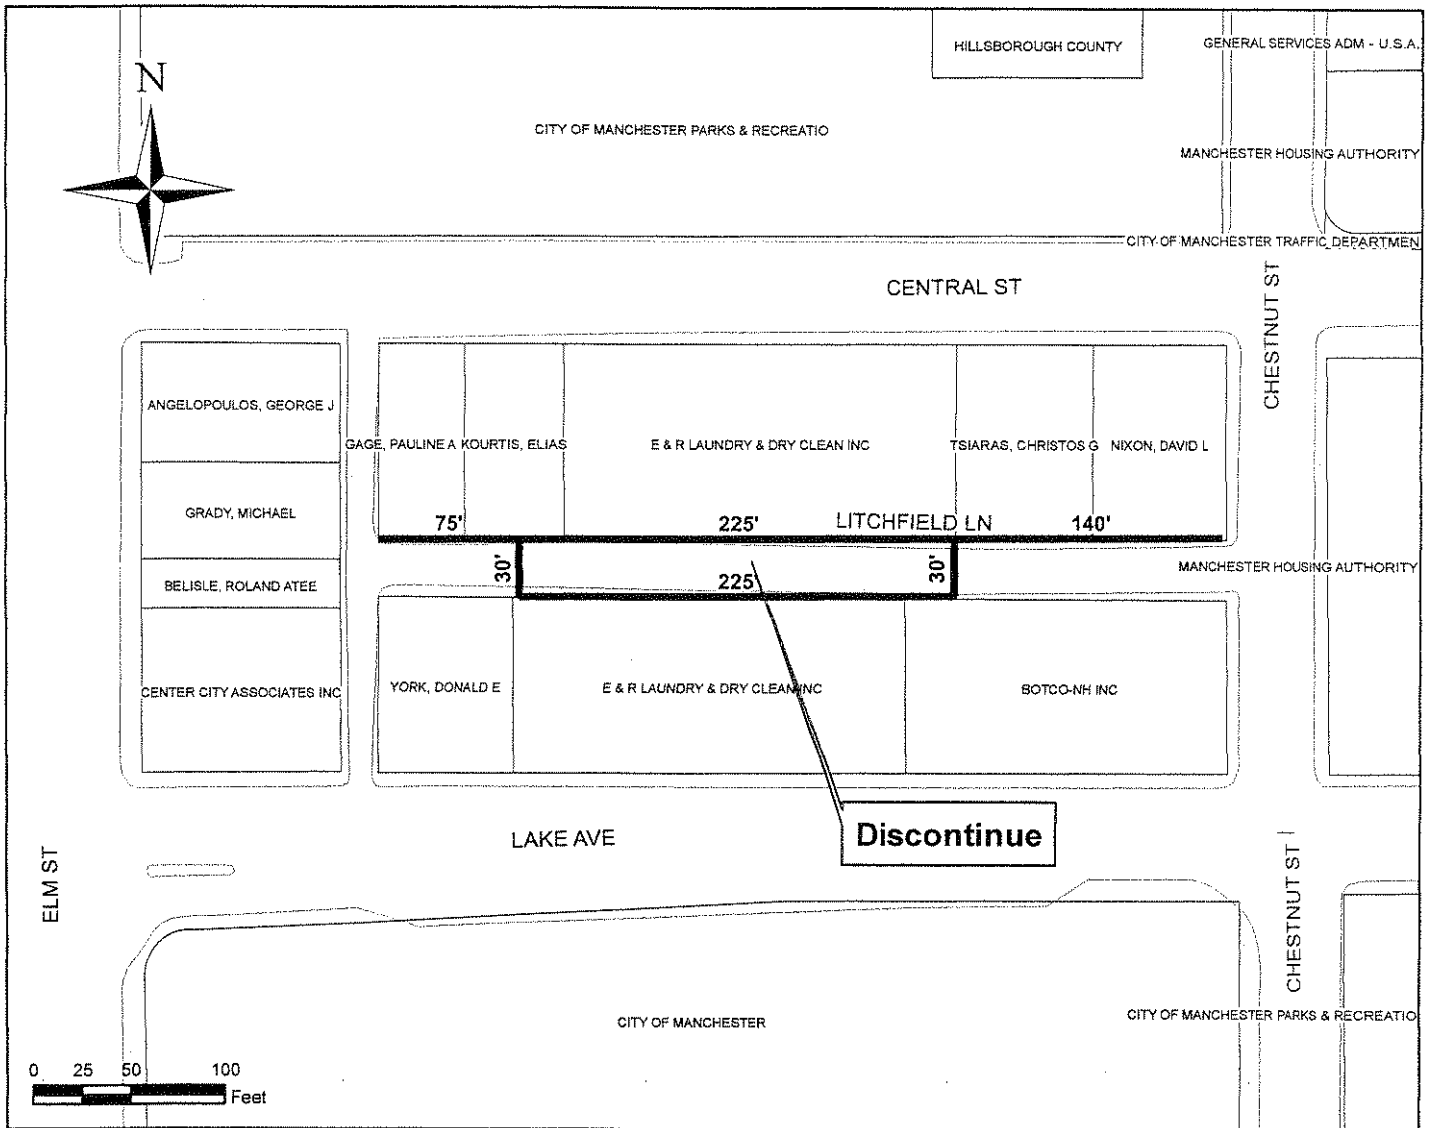 HILLSBOROUGH COUNTY
GENERAL SERVICES ADM - U.S.A.
N
CITY OF MANCHESTER PARKS & RECREATIO
MANCHESTER HOUSING AUTHORITY
CITY OF MANCHESTER TRAFFIC DEPARTMEN
CENTRAL ST
CHESTNUT ST
ANGELOPOULOS, GEORGE J
GAGE, PAULINE A
KOURTIS, ELIAS
E & R LAUNDRY & DRY CLEAN INC
TSIARAS, CHRISTOS G
NIXON, DAVID L
GRADY, MICHAEL
75'
225'
LITCHFIELD LN
140'
30'
30'
MANCHESTER HOUSING AUTHORITY
BELISLE, ROLAND ATEE
225'
CENTER CITY ASSOCIATES INC
YORK, DONALD E
E & R LAUNDRY & DRY CLEAN INC
BOTCO-NH INC
Discontinue
LAKE AVE
ELM ST
CHESTNUT ST
CITY OF MANCHESTER
CITY OF MANCHESTER PARKS & RECREATIO
0 25 50 100
Feet